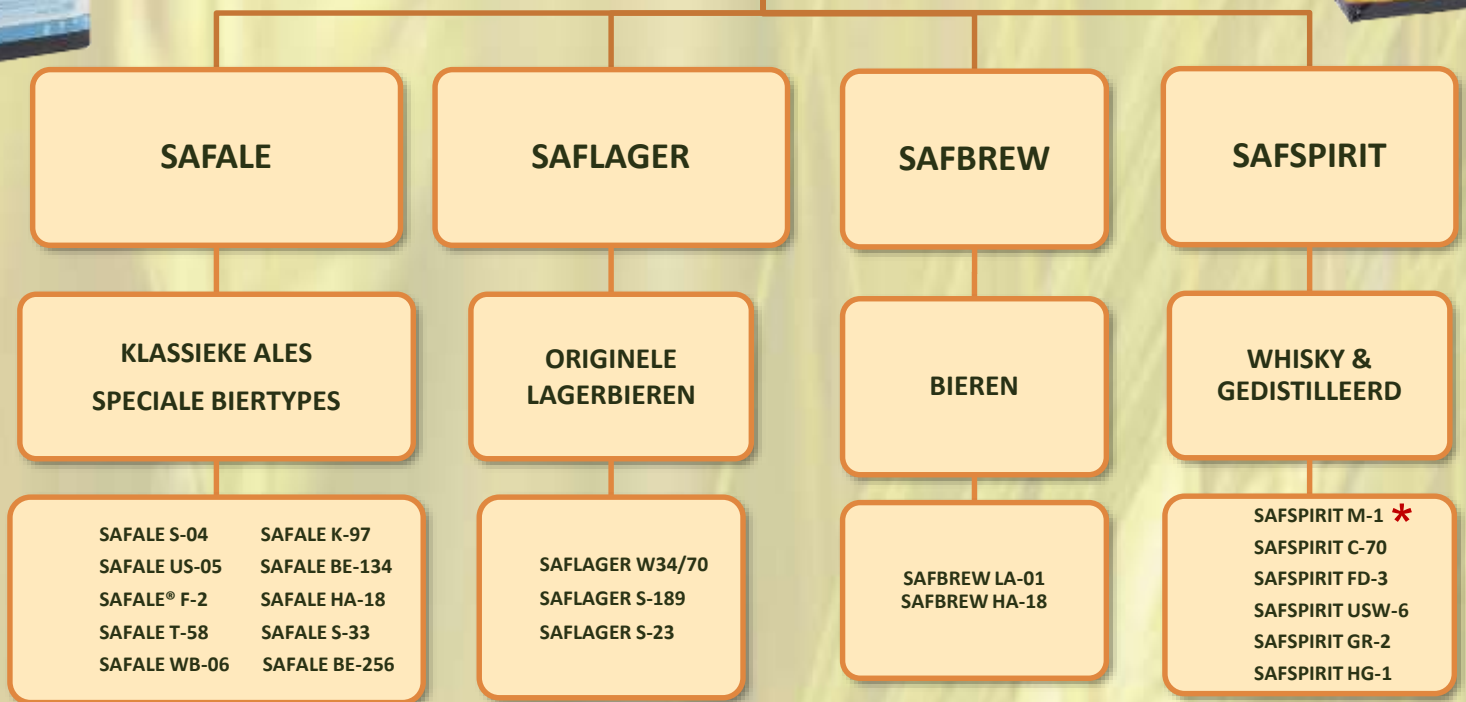 SAFALE
SAFLAGER
SAFBREW
SAFSPIRIT
KLASSIEKE ALES
SPECIALE BIERTYPES
ORIGINELE
LAGERBIEREN
BIEREN
WHISKY &
GEDISTILLEERD
SAFALE S-04 SAFALE K-97
SAFALE US-05 SAFALE BE-134
SAFALE® F-2 SAFALE HA-18
SAFALE T-58 SAFALE S-33
SAFALE WB-06 SAFALE BE-256
SAFLAGER W34/70
SAFLAGER S-189
SAFLAGER S-23
SAFBREW LA-01
SAFBREW HA-18
SAFSPIRIT M-1 *
SAFSPIRIT C-70
SAFSPIRIT FD-3
SAFSPIRIT USW-6
SAFSPIRIT GR-2
SAFSPIRIT HG-1